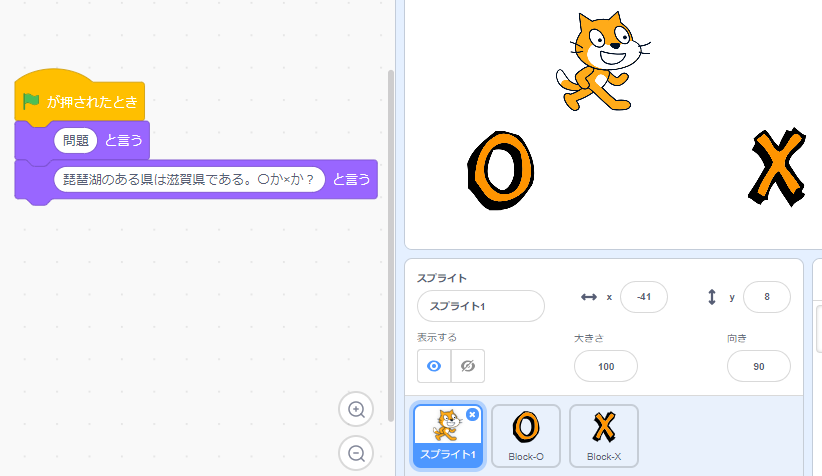 が押されたとき
問題 と言う
琵琶湖のある県は滋賀県である。〇か×か？ と言う
O X
スプライト
スプライト1
x -41
y 8
表示する
大きさ
100
向き
90
スプライト1
Block-O
Block-X